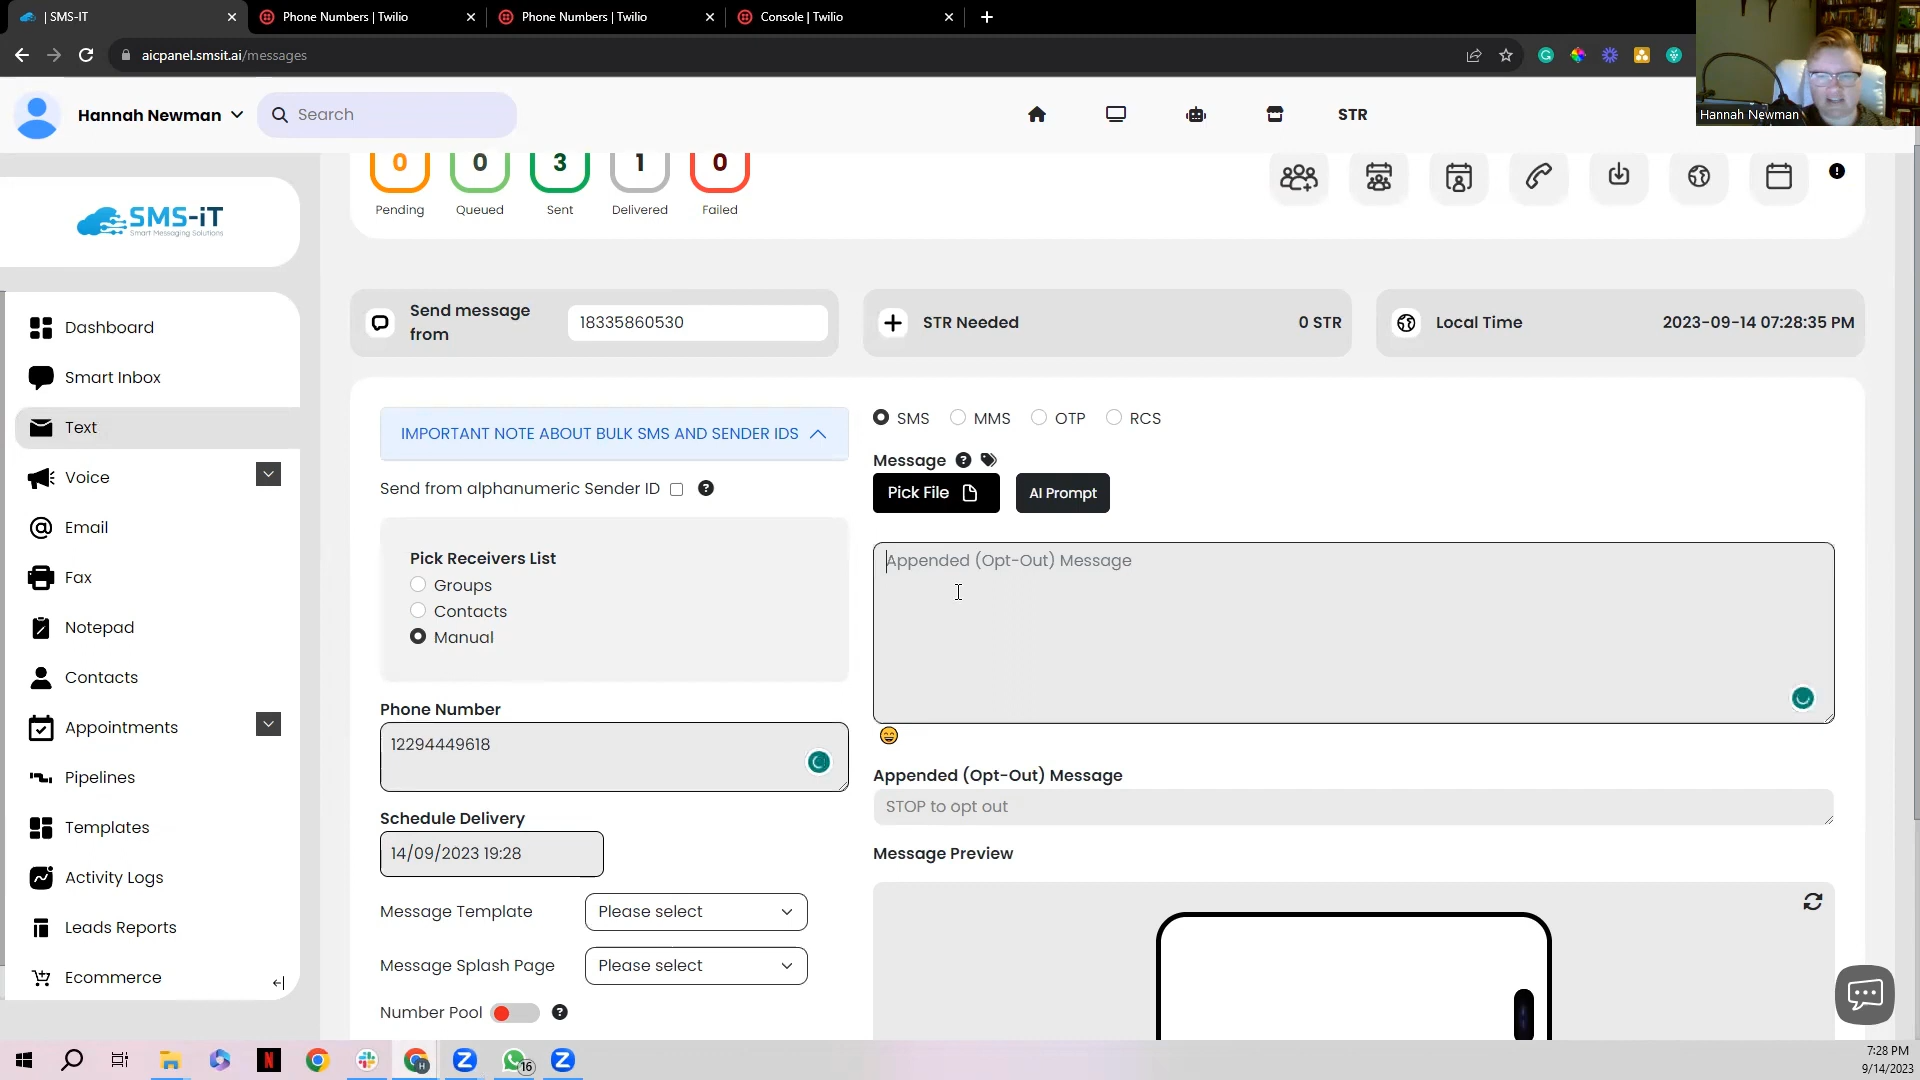 | SMS-IT
Phone Numbers | Twilio
Phone Numbers | Twilio
Console | Twilio
aicpanel.smsit.ai/messages
Hannah Newman
Search
STR
Hannah Newman
0
0
3
1
0
Pending
Queued
Sent
Delivered
Failed
SMS-iT
Smart Messaging Solutions
Send message
from
18335860530
STR Needed
0 STR
Local Time
2023-09-14 07:28:35 PM
Dashboard
Smart Inbox
Text
Voice
Email
Fax
Notepad
Contacts
Appointments
Pipelines
Templates
Activity Logs
Leads Reports
Ecommerce
IMPORTANT NOTE ABOUT BULK SMS AND SENDER IDS
Send from alphanumeric Sender ID
Pick Receivers List
Groups
Contacts
Manual
Phone Number
12294449618
Schedule Delivery
14/09/2023 19:28
Message Template
Please select
Message Splash Page
Please select
Number Pool
SMS
MMS
OTP
RCS
Message
Pick File
AI Prompt
Appended (Opt-Out) Message
Appended (Opt-Out) Message
STOP to opt out
Message Preview
16
7:28 PM
9/14/2023